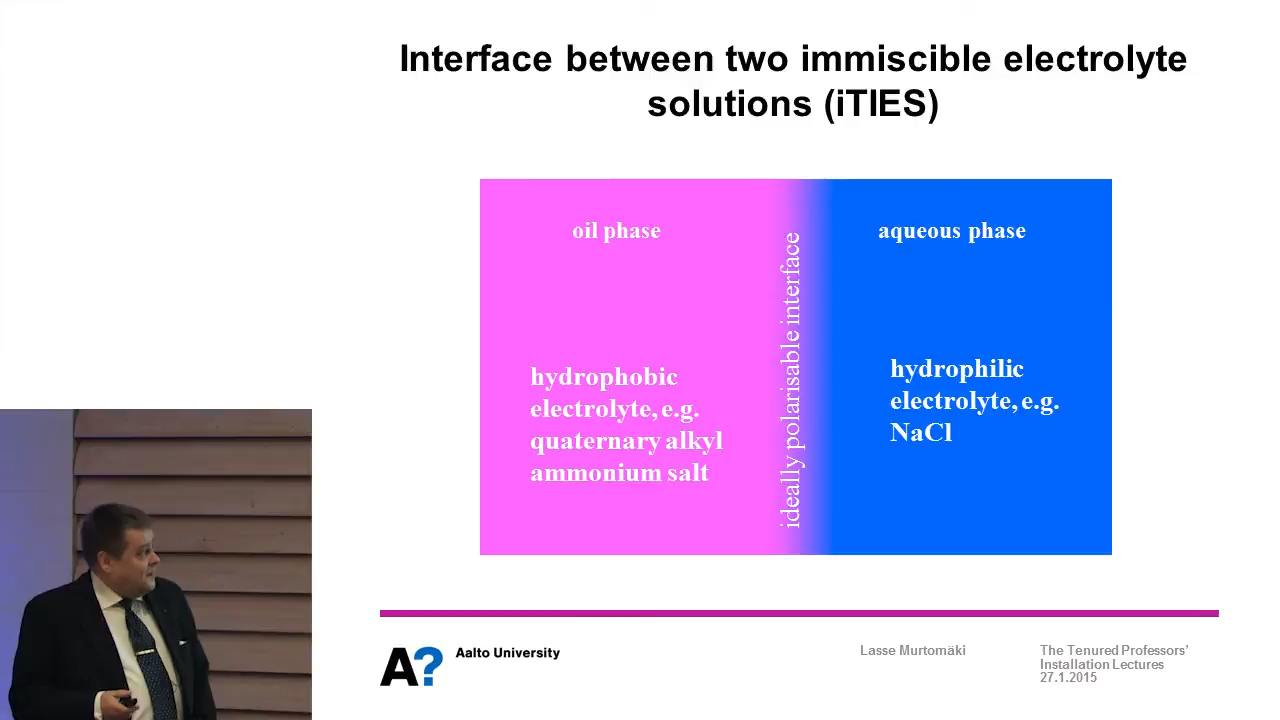 Interface between two immiscible electrolyte
solutions (iTIES)
oil phase
hydrophobic
electrolyte, e.g.
quaternary alkyl
ammonium salt
ideally polarisable interface
aqueous phase
hydrophilic
electrolyte, e.g.
NaCl
A?
Aalto University
Lasse Murtomäki
The Tenured Professors'
Installation Lectures
27.1.2015